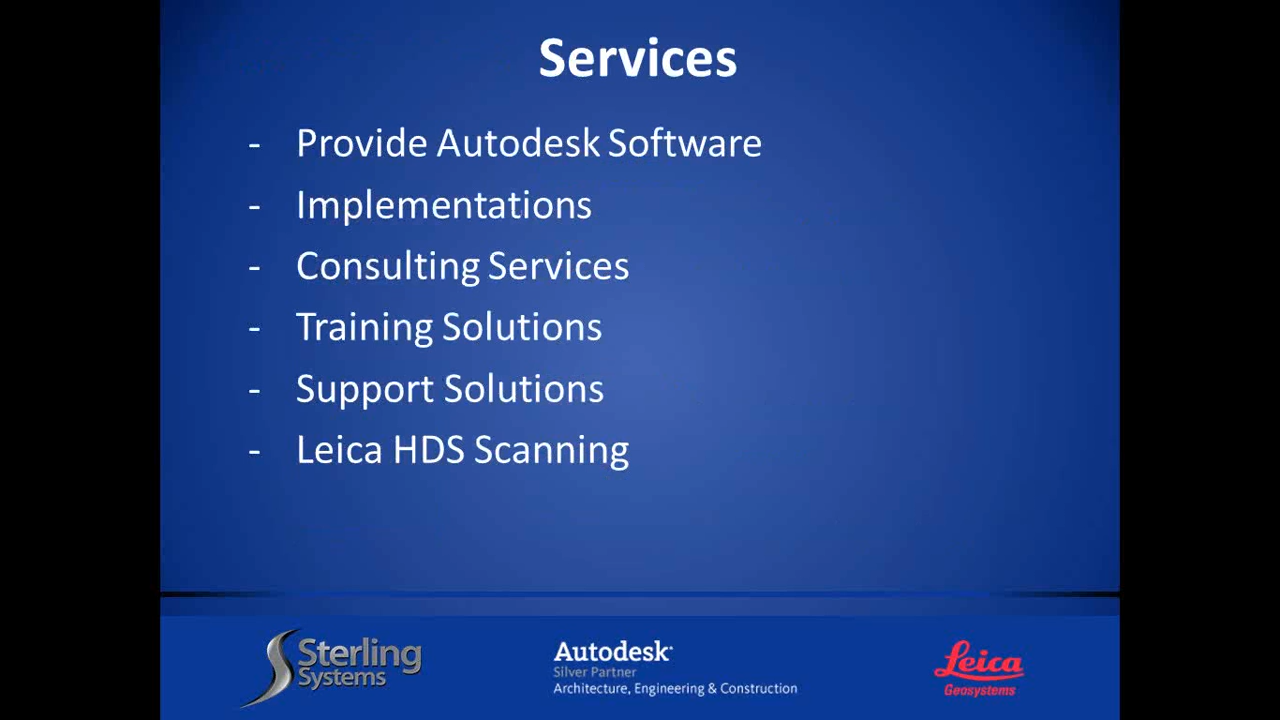 Services
- Provide Autodesk Software
- Implementations
- Consulting Services
- Training Solutions
- Support Solutions
- Leica HDS Scanning
Sterling
Systems
Autodesk
Silver Partner
Architecture, Engineering & Construction
Leica
Geosystems